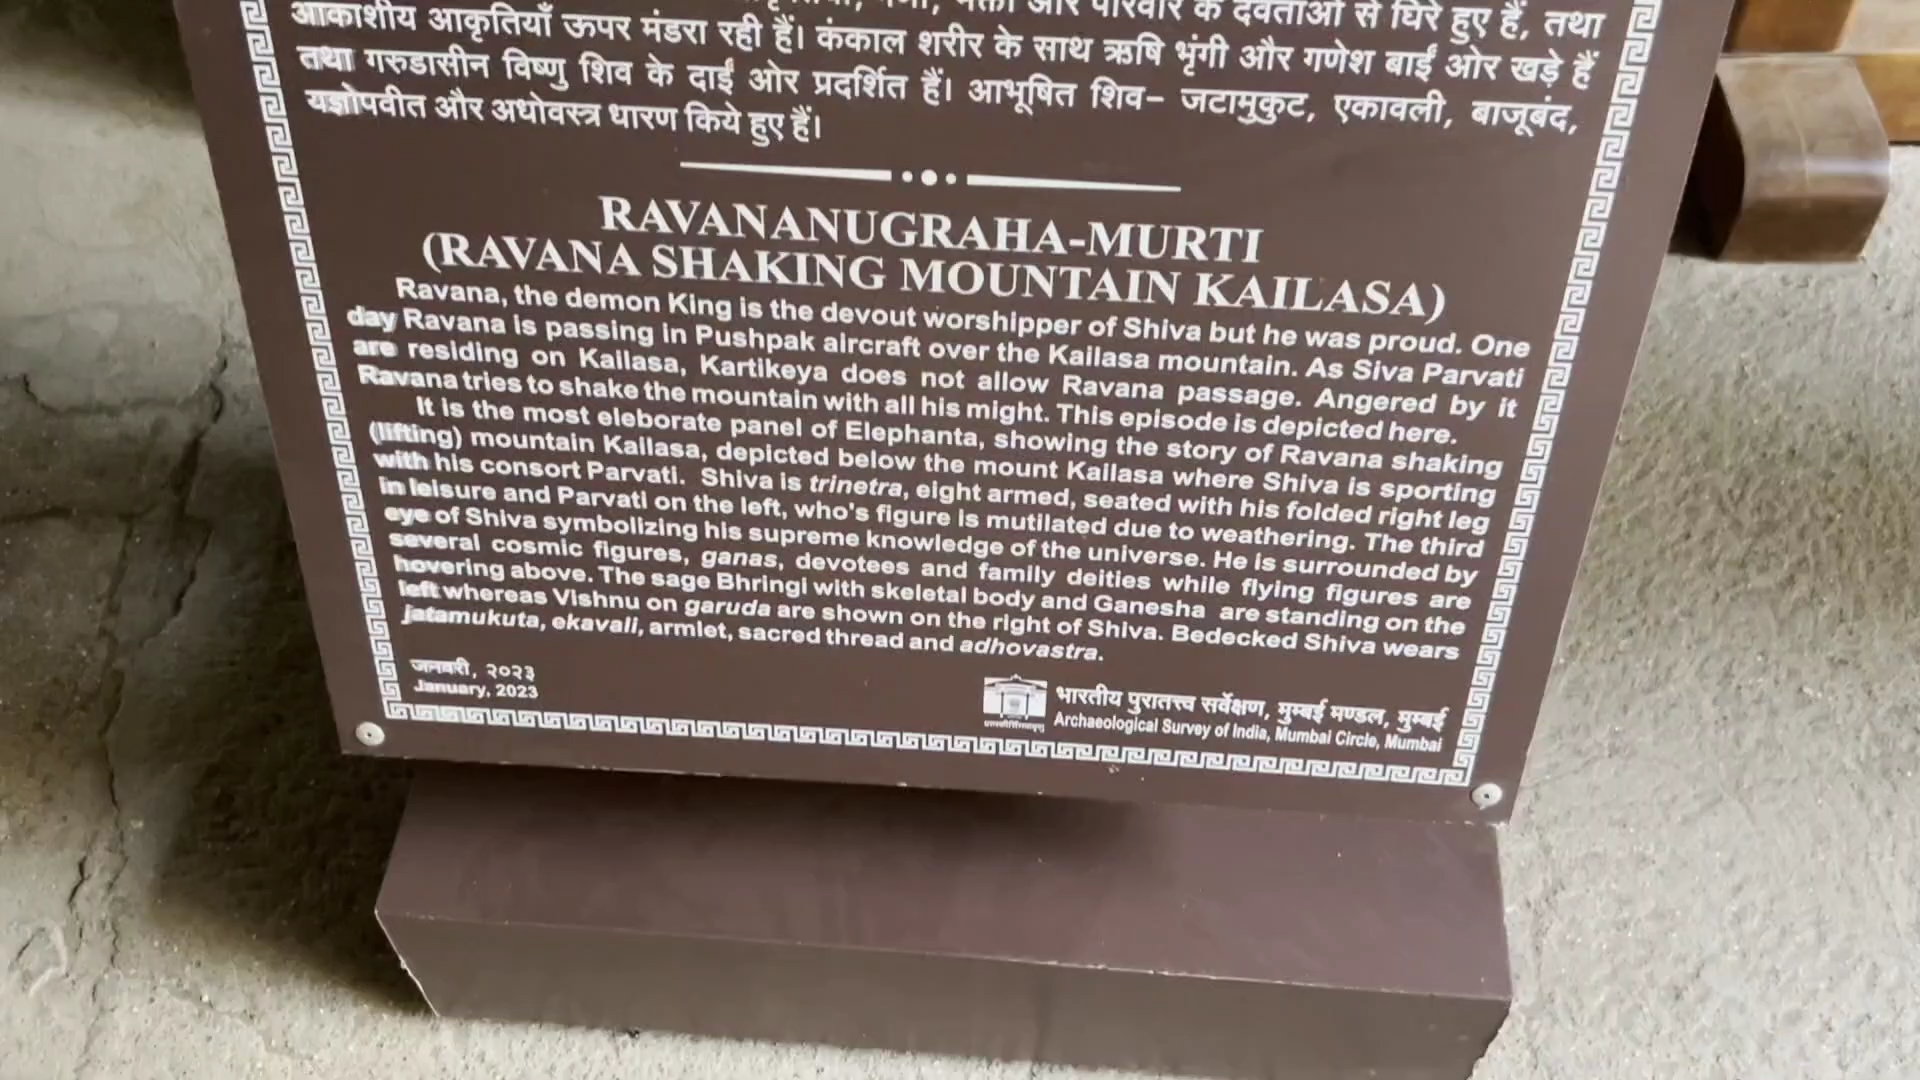 और परिवार के देवताओं से घिरे हुए हैं, तथा
आकाशीय आकृतियाँ ऊपर मंडरा रही हैं। कंकाल शरीर के साथ ऋषि भृंगी और गणेश बाईं ओर खड़े हैं
तथा गरुडासीन विष्णु शिव के दाईं ओर प्रदर्शित हैं। आभूषित शिव- जटामुकुट, एकावली, बाजूबंद,
यज्ञोपवीत और अधोवस्त्र धारण किये हुए हैं।
RAVANANUGRAHA-MURTI
(RAVANA SHAKING MOUNTAIN KAILASA)
Ravana, the demon King is the devout worshipper of Shiva but he was proud. One
day Ravana is passing in Pushpak aircraft over the Kailasa mountain. As Siva Parvati
are residing on Kailasa, Kartikeya does not allow Ravana passage. Angered by it
Ravana tries to shake the mountain with all his might. This episode is depicted here.
It is the most eleborate panel of Elephanta, showing the story of Ravana shaking
(lifting) mountain Kailasa, depicted below the mount Kailasa where Shiva is sporting
with his consort Parvati. Shiva is trinetra, eight armed, seated with his folded right leg
in leisure and Parvati on the left, who's figure is mutilated due to weathering. The third
eye of Shiva symbolizing his supreme knowledge of the universe. He is surrounded by
several cosmic figures, ganas, devotees and family deities while flying figures are
hovering above. The sage Bhringi with skeletal body and Ganesha are standing on the
left whereas Vishnu on garuda are shown on the right of Shiva. Bedecked Shiva wears
jatamukuta, ekavali, armlet, sacred thread and adhovastra.
जनवरी, २०२३
January, 2023
भारतीय पुरातत्त्व सर्वेक्षण, मुम्बई मण्डल, मुम्बई
Archaeological Survey of India, Mumbai Circle, Mumbai